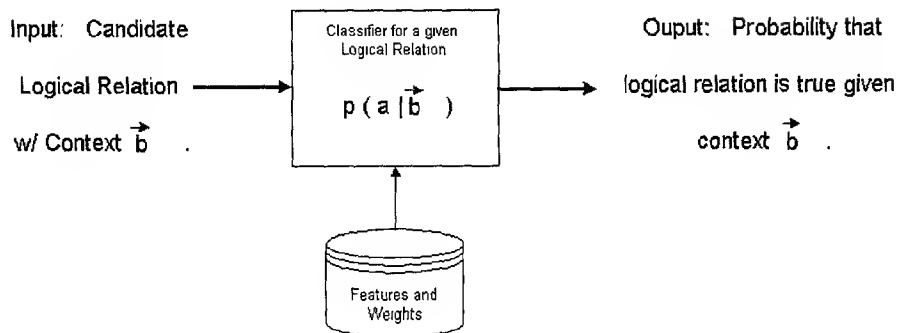 Input: Candidate
Logical Relation
w/ Context b⃗ .
Classifier for a given
Logical Relation
p ( a | b⃗ )
Ouput: Probability that
logical relation is true given
context b⃗ .
Features and
Weights